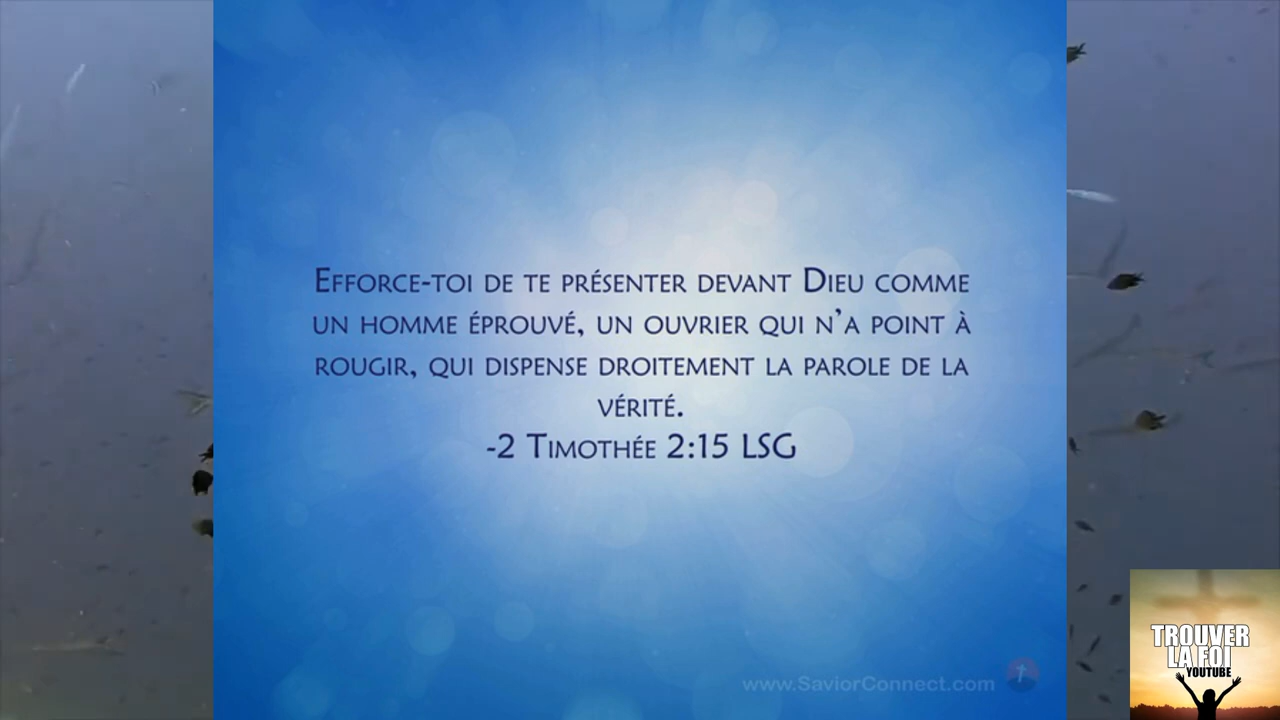 Efforce-toi de te présenter devant Dieu comme
un homme éprouvé, un ouvrier qui n’a point à
rougir, qui dispense droitement la parole de la
vérité.
-2 Timothée 2:15 LSG
www.SaviorConnect.com
TROUVER
LA FOI
YOUTUBE